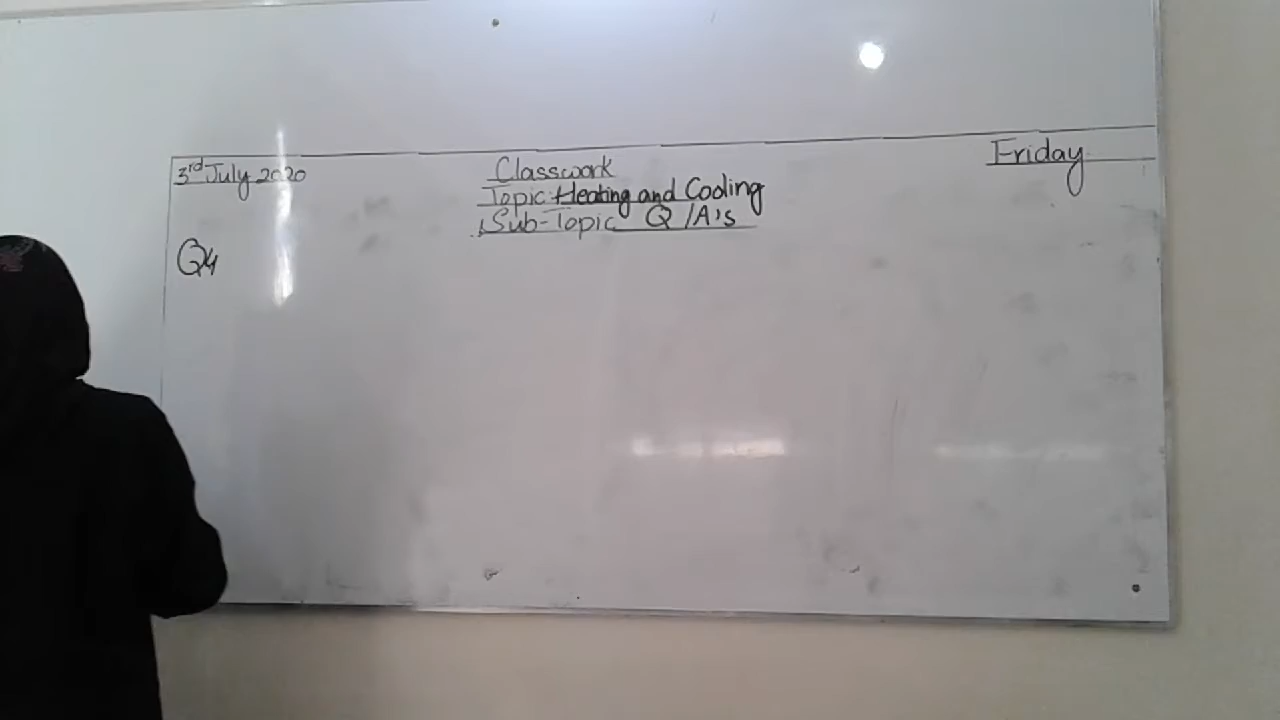 3rd July 2020 Classwork Friday
Topic: Heating and Cooling
Sub-Topic Q/A's
Q4